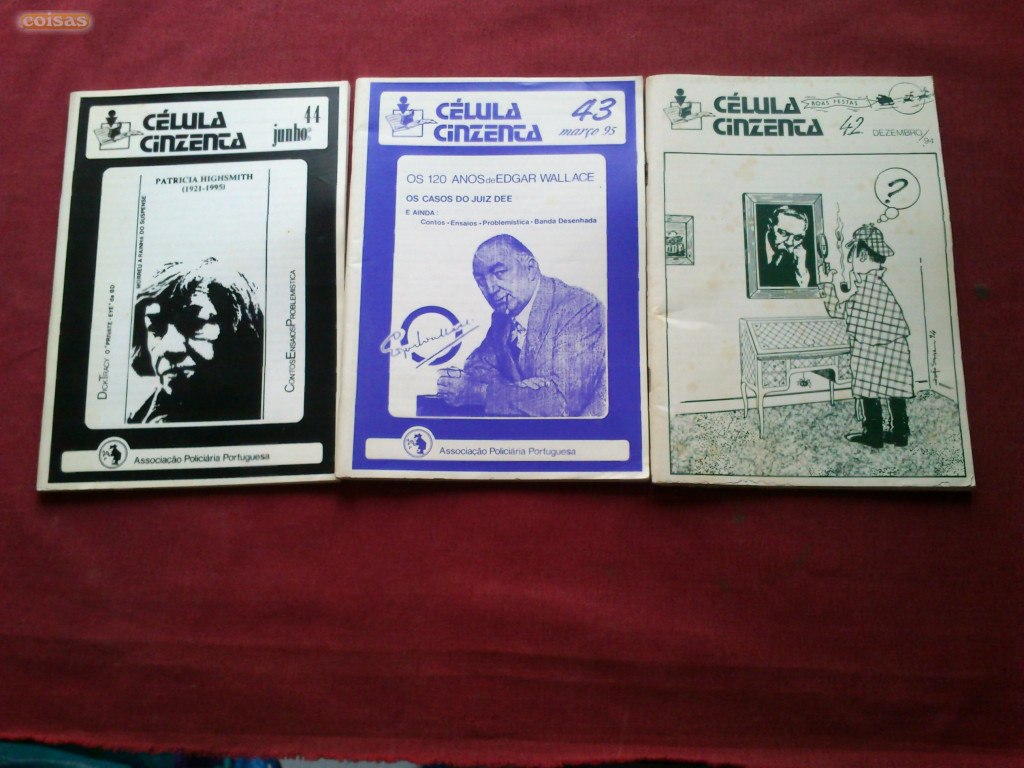 coisas
CÉLULA
CINZENTA
44
junho
PATRICIA HIGHSMITH
(1921-1995)
MORREU A RAINHA DO SUSPENSE
DICK TRACY: O "PRIVATE-EYE" da BD
CONTOS ENSAIOS PROBLEMÍSTICA
Associação Policiária Portuguesa
CÉLULA
CINZENTA
43
março 95
OS 120 ANOS de EDGAR WALLACE
OS CASOS DO JUIZ DEE
E AINDA:
Contos • Ensaios • Problemística • Banda Desenhada
Edgar Wallace
Associação Policiária Portuguesa
CÉLULA
CINZENTA
BOAS FESTAS
42
DEZEMBRO/94
?